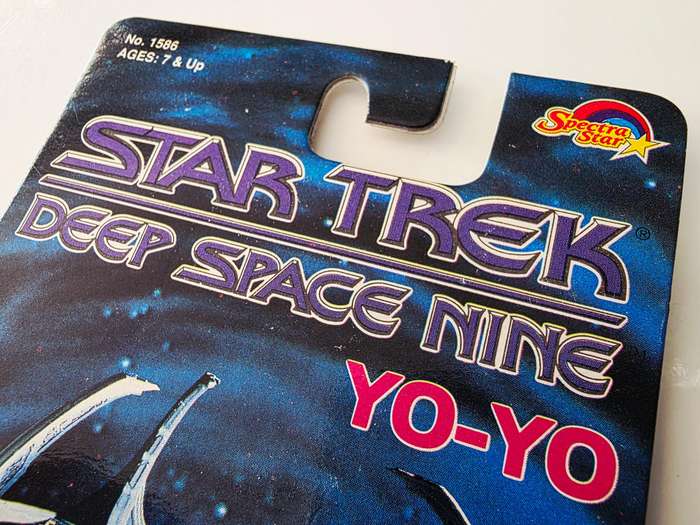 No. 1586
AGES: 7 & Up
Spectra
Star
STAR TREK®
DEEP SPACE NINE
YO-YO